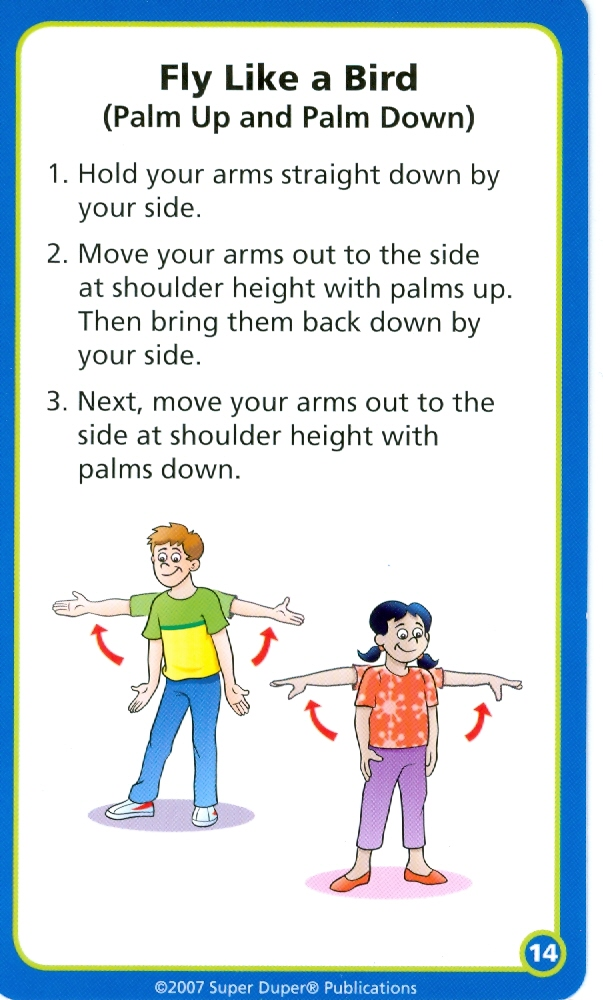 Fly Like a Bird
(Palm Up and Palm Down)
1. Hold your arms straight down by
your side.
2. Move your arms out to the side
at shoulder height with palms up.
Then bring them back down by
your side.
3. Next, move your arms out to the
side at shoulder height with
palms down.
14
©2007 Super Duper® Publications